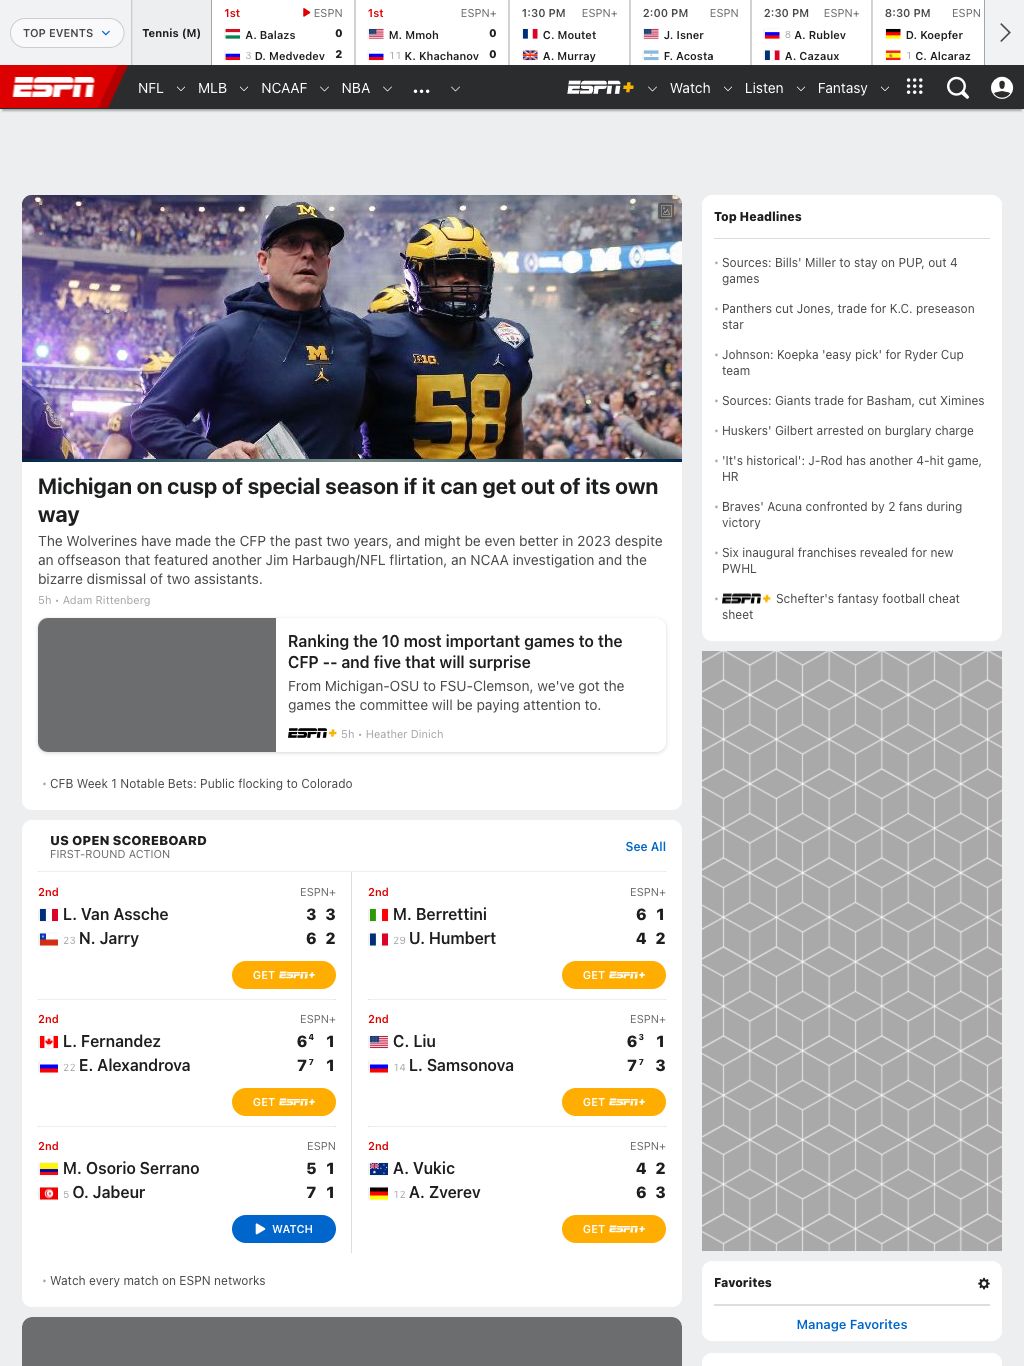 TOP EVENTS
Tennis (M)
1st ESPN
A. Balazs 0
3 D. Medvedev 2
1st ESPN+
M. Mmoh 0
11 K. Khachanov 0
1:30 PM ESPN+
C. Moutet
A. Murray
2:00 PM ESPN
J. Isner
F. Acosta
2:30 PM ESPN+
8 A. Rublev
A. Cazaux
8:30 PM ESPN
D. Koepfer
1 C. Alcaraz
ESPN NFL MLB NCAAF NBA ... ESPN+ Watch Listen Fantasy
M
M
B1G
58
Michigan on cusp of special season if it can get out of its own
way
The Wolverines have made the CFP the past two years, and might be even better in 2023 despite
an offseason that featured another Jim Harbaugh/NFL flirtation, an NCAA investigation and the
bizarre dismissal of two assistants.
5h • Adam Rittenberg
Ranking the 10 most important games to the
CFP -- and five that will surprise
From Michigan-OSU to FSU-Clemson, we've got the
games the committee will be paying attention to.
ESPN+ 5h • Heather Dinich
CFB Week 1 Notable Bets: Public flocking to Colorado
US OPEN SCOREBOARD
FIRST-ROUND ACTION
See All
2nd ESPN+
L. Van Assche 3 3
23 N. Jarry 6 2
GET ESPN+
2nd ESPN+
M. Berrettini 6 1
29 U. Humbert 4 2
GET ESPN+
2nd ESPN+
L. Fernandez 6⁴ 1
22 E. Alexandrova 7⁷ 1
GET ESPN+
2nd ESPN+
C. Liu 6³ 1
14 L. Samsonova 7⁷ 3
GET ESPN+
2nd ESPN
M. Osorio Serrano 5 1
5 O. Jabeur 7 1
WATCH
2nd ESPN+
A. Vukic 4 2
12 A. Zverev 6 3
GET ESPN+
Watch every match on ESPN networks
Top Headlines
Sources: Bills' Miller to stay on PUP, out 4
games
Panthers cut Jones, trade for K.C. preseason
star
Johnson: Koepka 'easy pick' for Ryder Cup
team
Sources: Giants trade for Basham, cut Ximines
Huskers' Gilbert arrested on burglary charge
'It's historical': J-Rod has another 4-hit game,
HR
Braves' Acuna confronted by 2 fans during
victory
Six inaugural franchises revealed for new
PWHL
ESPN+ Schefter's fantasy football cheat
sheet
Favorites
Manage Favorites